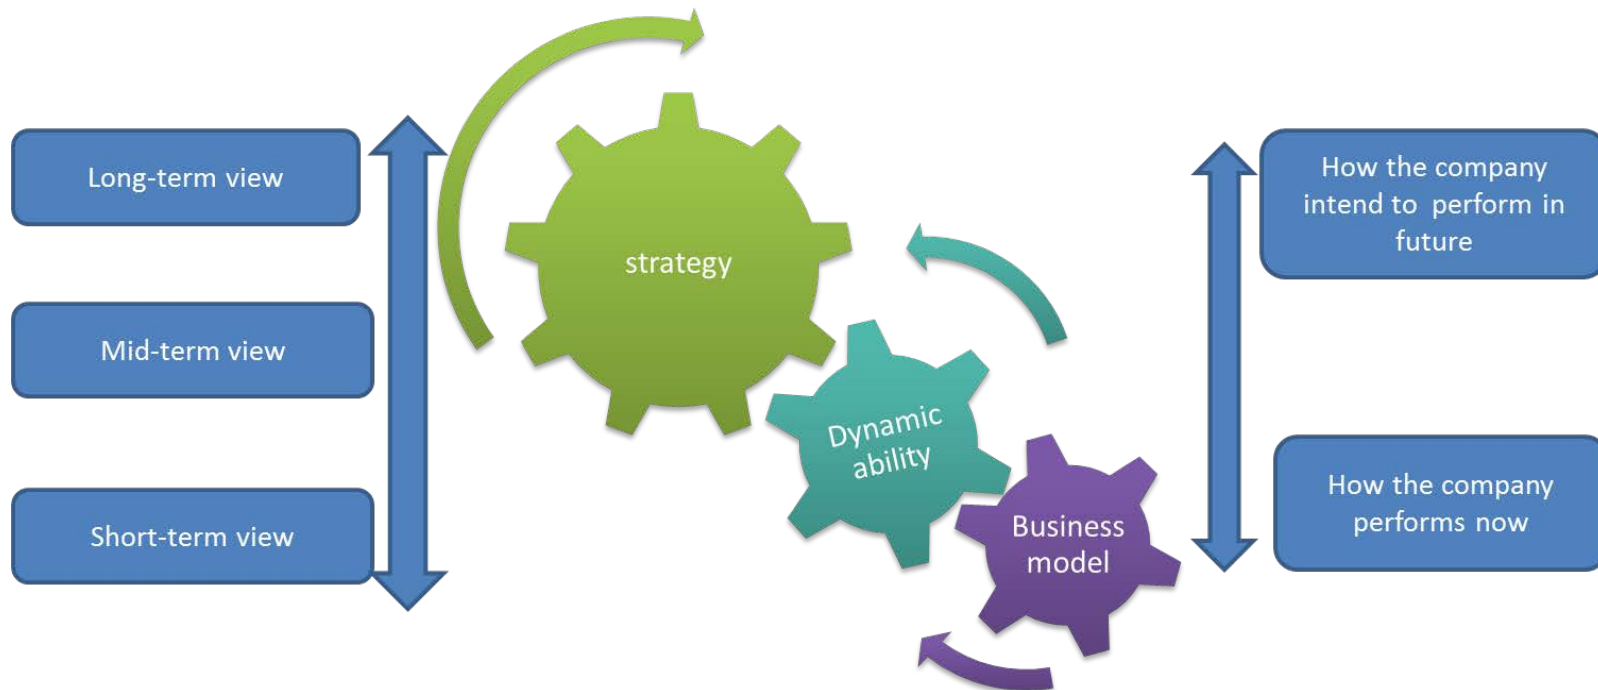 Long-term view
Mid-term view
Short-term view
strategy
Dynamic
ability
Business
model
How the company
intend to perform in
future
How the company
performs now